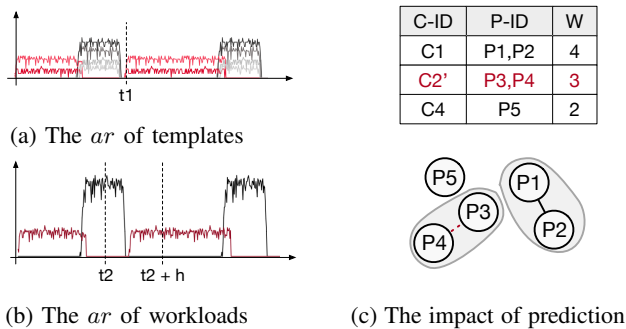 t1
(a) The ar of templates
t2 t2 + h
(b) The ar of workloads
C-ID P-ID W
C1 P1,P2 4
C2' P3,P4 3
C4 P5 2
P5 P1
P3
P4 P2
(c) The impact of prediction